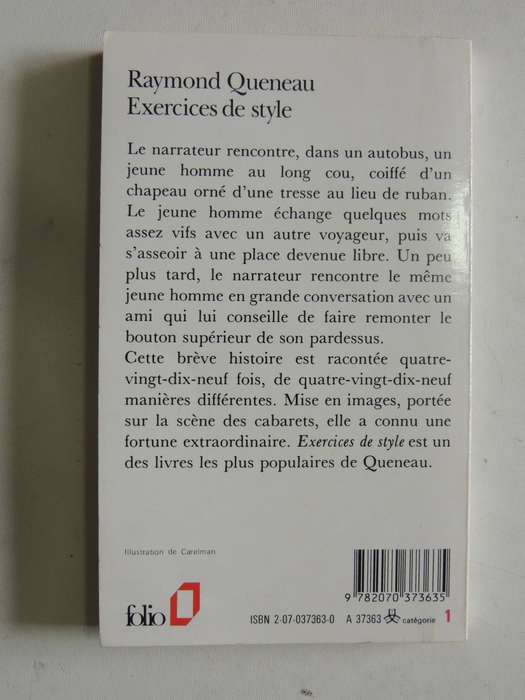 Raymond Queneau
Exercices de style
Le narrateur rencontre, dans un autobus, un
jeune homme au long cou, coiffé d'un
chapeau orné d'une tresse au lieu de ruban.
Le jeune homme échange quelques mots
assez vifs avec un autre voyageur, puis va
s'asseoir à une place devenue libre. Un peu
plus tard, le narrateur rencontre le même
jeune homme en grande conversation avec un
ami qui lui conseille de faire remonter le
bouton supérieur de son pardessus.
Cette brève histoire est racontée quatre-
vingt-dix-neuf fois, de quatre-vingt-dix-neuf
manières différentes. Mise en images, portée
sur la scène des cabarets, elle a connu une
fortune extraordinaire. Exercices de style est un
des livres les plus populaires de Queneau.
Illustration de Carelman
9 782070 373635
folio
ISBN 2-07-037363-0 A 37363 catégorie 1